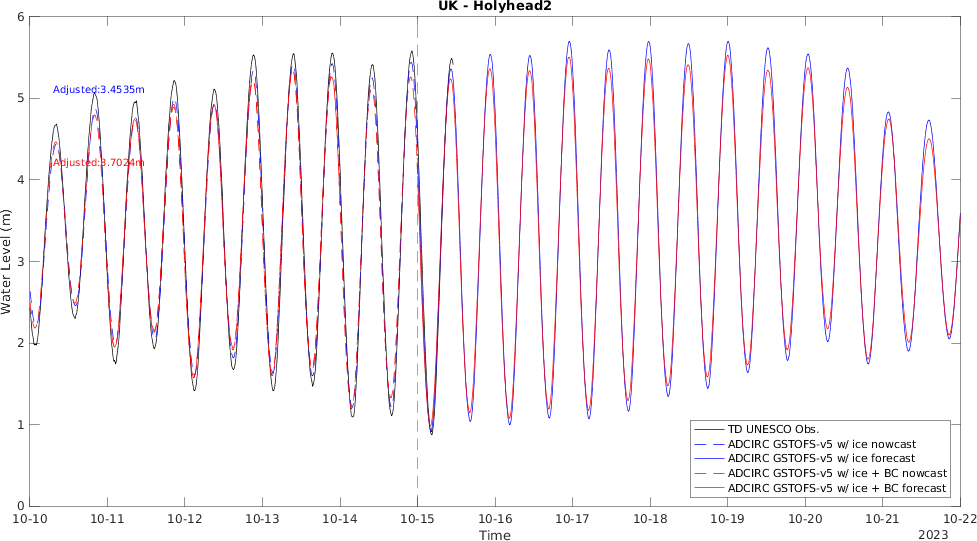 UK - Holyhead2
6
5
4
3
2
1
0
Water Level (m)
Adjusted:3.4535m
Adjusted:3.7024m
TD UNESCO Obs.
ADCIRC GSTOFS-v5 w/ ice nowcast
ADCIRC GSTOFS-v5 w/ ice forecast
ADCIRC GSTOFS-v5 w/ ice + BC nowcast
ADCIRC GSTOFS-v5 w/ ice + BC forecast
10-10 10-11 10-12 10-13 10-14 10-15 10-16 10-17 10-18 10-19 10-20 10-21 10-22
Time
2023